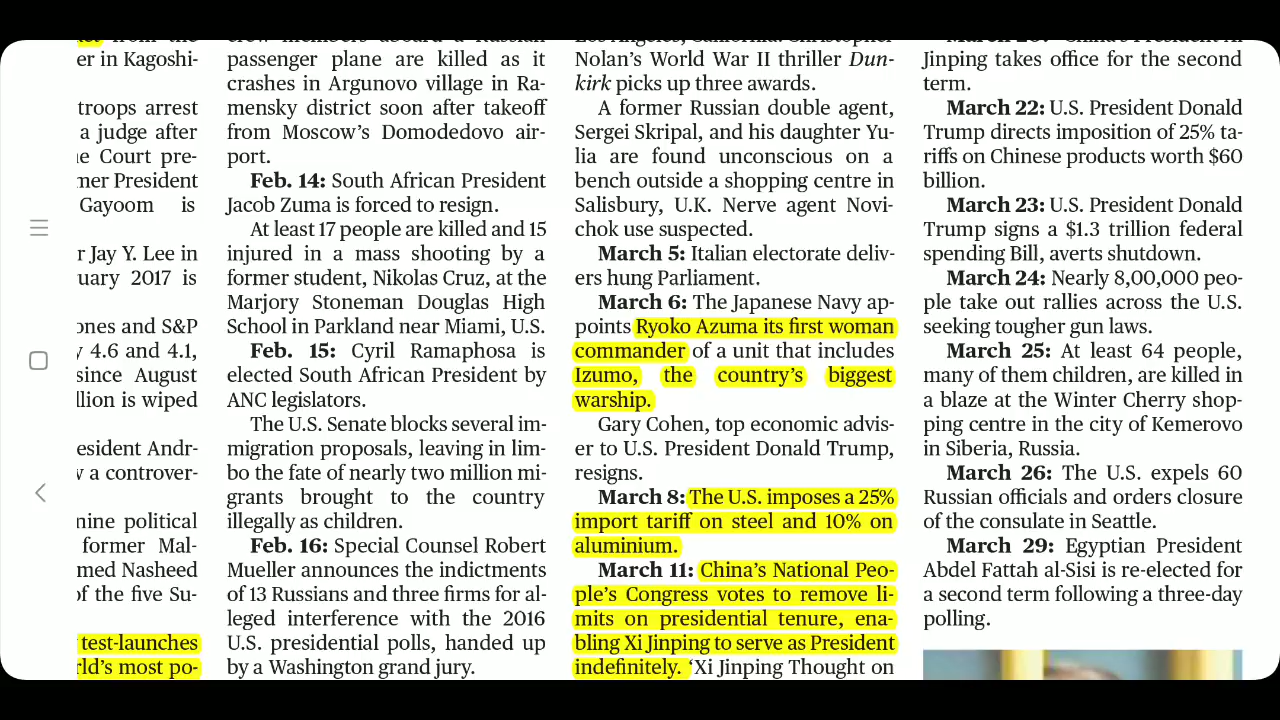 from the
er in Kagoshi-
troops arrest
a judge after
e Court pre-
mer President
Gayoom is
r Jay Y. Lee in
uary 2017 is
ones and S&P
4.6 and 4.1,
since August
llion is wiped
esident Andr-
a controver-
nine political
former Mal-
med Nasheed
of the five Su-
test-launches
rld's most po-
crew members aboard a Russian
passenger plane are killed as it
crashes in Argunovo village in Ra-
mensky district soon after takeoff
from Moscow's Domodedovo air-
port.
Feb. 14: South African President
Jacob Zuma is forced to resign.
At least 17 people are killed and 15
injured in a mass shooting by a
former student, Nikolas Cruz, at the
Marjory Stoneman Douglas High
School in Parkland near Miami, U.S.
Feb. 15: Cyril Ramaphosa is
elected South African President by
ANC legislators.
The U.S. Senate blocks several im-
migration proposals, leaving in lim-
bo the fate of nearly two million mi-
grants brought to the country
illegally as children.
Feb. 16: Special Counsel Robert
Mueller announces the indictments
of 13 Russians and three firms for al-
leged interference with the 2016
U.S. presidential polls, handed up
by a Washington grand jury.
Los Angeles, California. Christopher
Nolan's World War II thriller Dun-
kirk picks up three awards.
A former Russian double agent,
Sergei Skripal, and his daughter Yu-
lia are found unconscious on a
bench outside a shopping centre in
Salisbury, U.K. Nerve agent Novi-
chok use suspected.
March 5: Italian electorate deliv-
ers hung Parliament.
March 6: The Japanese Navy ap-
points Ryoko Azuma its first woman
commander of a unit that includes
Izumo, the country's biggest
warship.
Gary Cohen, top economic advis-
er to U.S. President Donald Trump,
resigns.
March 8: The U.S. imposes a 25%
import tariff on steel and 10% on
aluminium.
March 11: China's National Peo-
ple's Congress votes to remove li-
mits on presidential tenure, ena-
bling Xi Jinping to serve as President
indefinitely. 'Xi Jinping Thought on
China's President Xi
Jinping takes office for the second
term.
March 22: U.S. President Donald
Trump directs imposition of 25% ta-
riffs on Chinese products worth $60
billion.
March 23: U.S. President Donald
Trump signs a $1.3 trillion federal
spending Bill, averts shutdown.
March 24: Nearly 8,00,000 peo-
ple take out rallies across the U.S.
seeking tougher gun laws.
March 25: At least 64 people,
many of them children, are killed in
a blaze at the Winter Cherry shop-
ping centre in the city of Kemerovo
in Siberia, Russia.
March 26: The U.S. expels 60
Russian officials and orders closure
of the consulate in Seattle.
March 29: Egyptian President
Abdel Fattah al-Sisi is re-elected for
a second term following a three-day
polling.